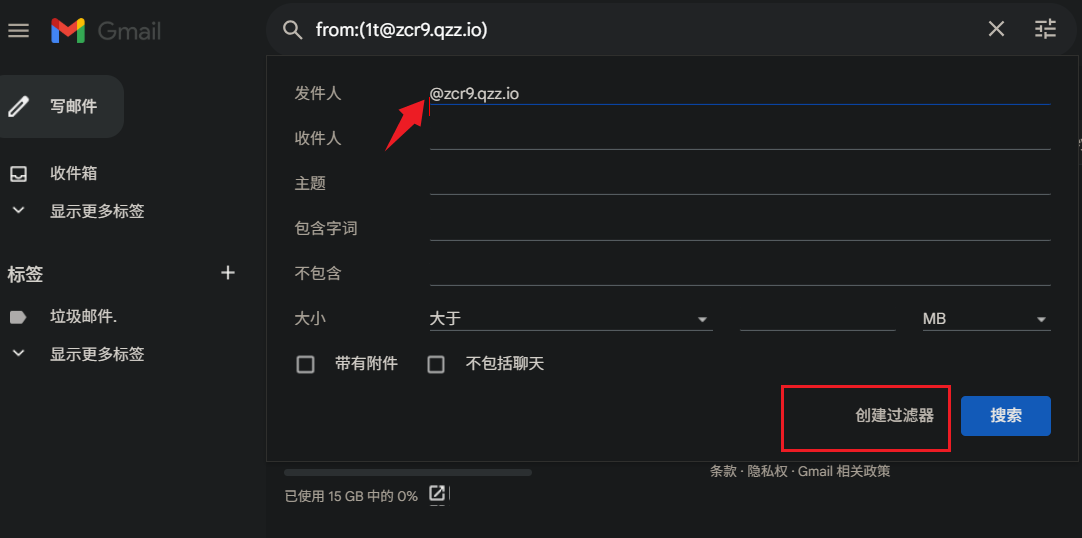 Gmail
from:(1t@zcr9.qzz.io)
写邮件
收件箱
显示更多标签
标签
垃圾邮件.
显示更多标签
发件人 @zcr9.qzz.io
收件人
主题
包含字词
不包含
大小 大于 MB
带有附件 不包括聊天
创建过滤器 搜索
条款 · 隐私权 · Gmail 相关政策
已使用 15 GB 中的 0%